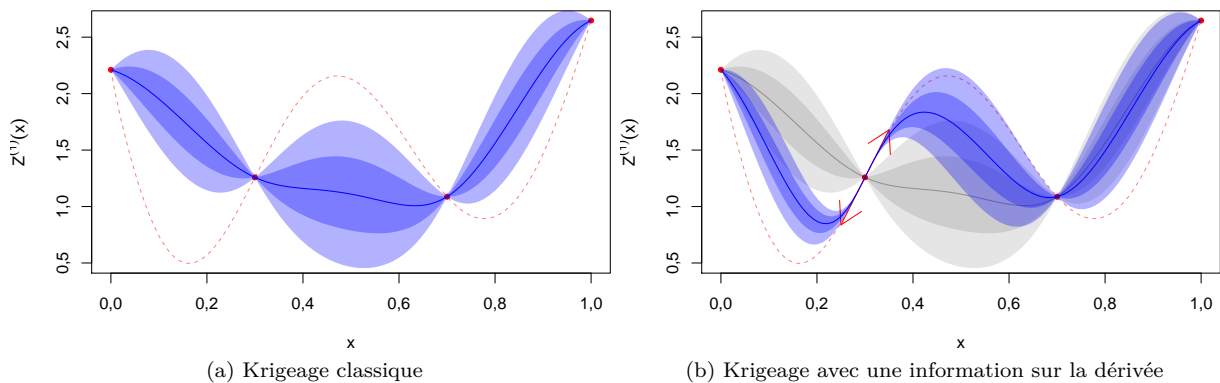 2,5
2,0
1,5
1,0
0,5
Z⁽¹⁾(x)
0,0 0,2 0,4 0,6 0,8 1,0
x
(a) Krigeage classique
2,5
2,0
1,5
1,0
0,5
Z⁽¹⁾(x)
0,0 0,2 0,4 0,6 0,8 1,0
x
(b) Krigeage avec une information sur la dérivée